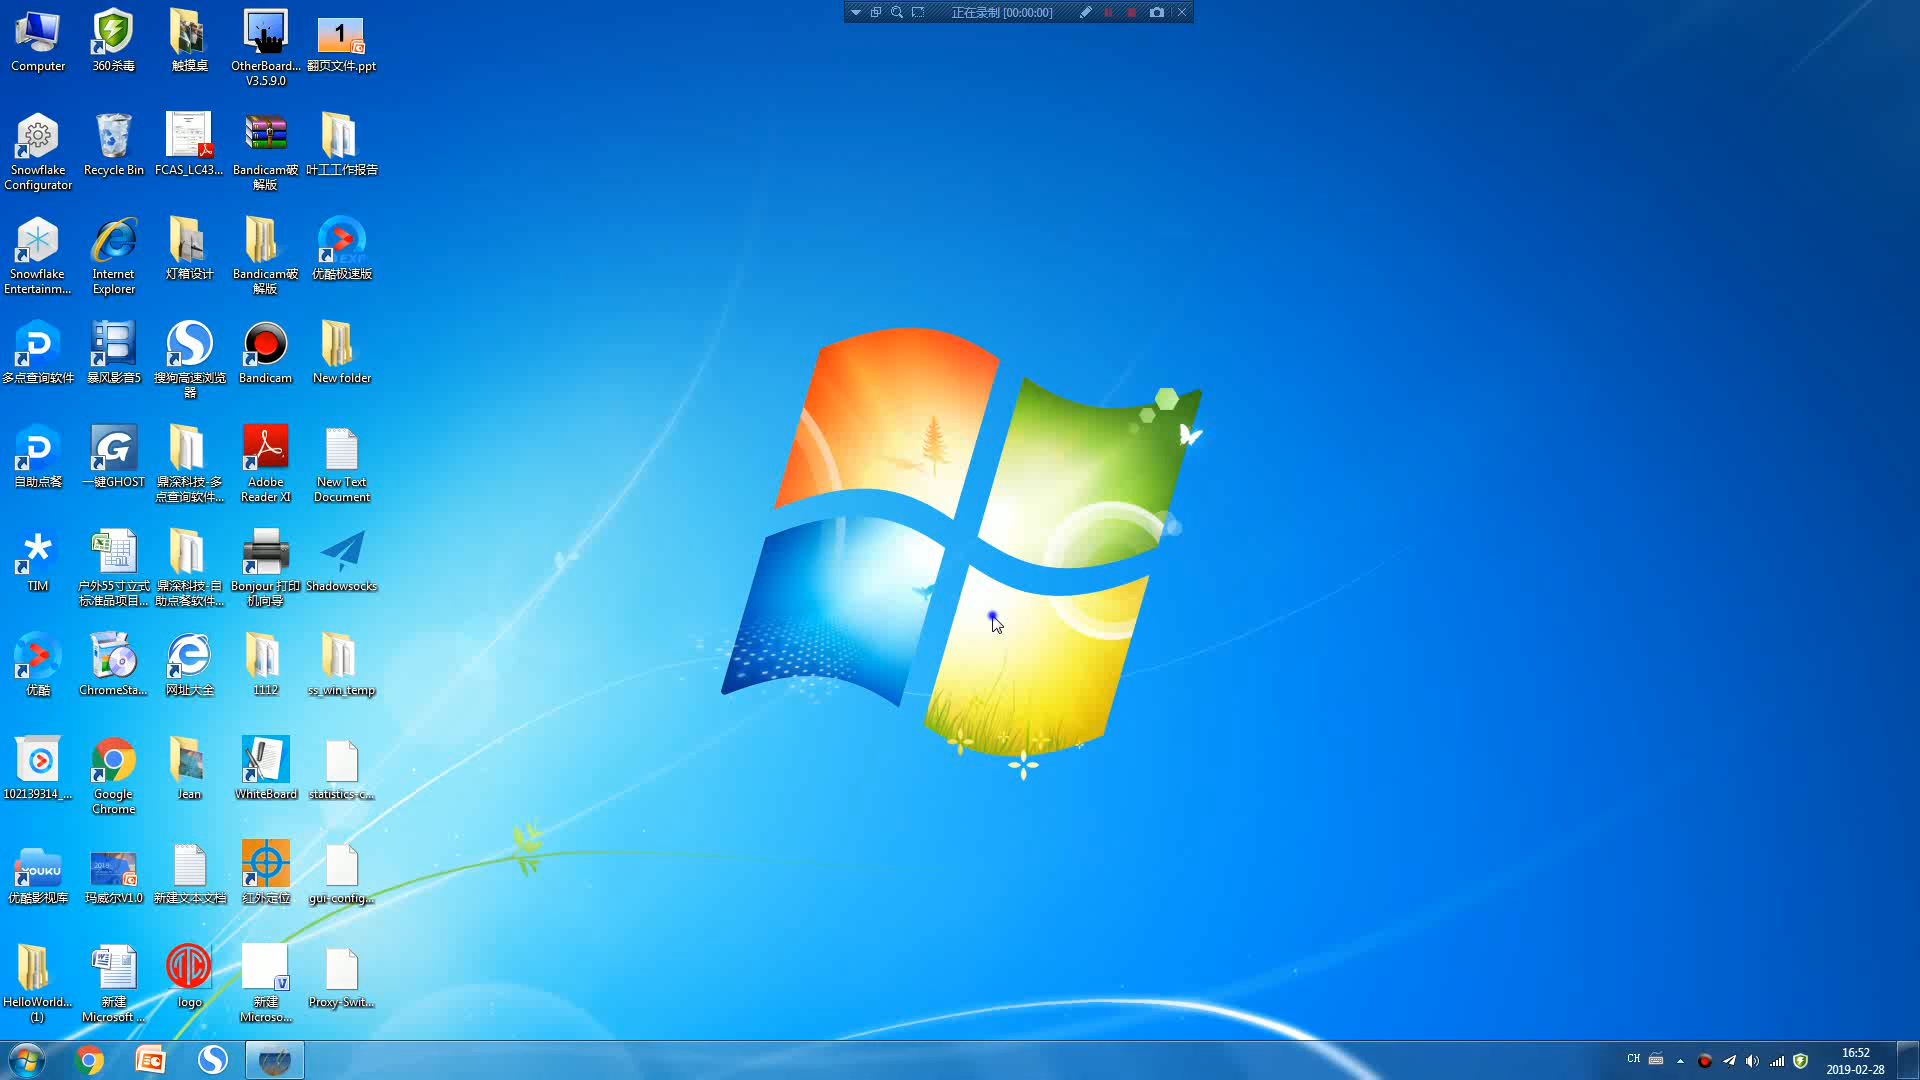 正在录制 [00:00:00]
Computer
360杀毒
触摸桌
OtherBoard...
V3.5.9.0
1
翻页文件.ppt
Snowflake
Configurator
Recycle Bin
FCAS_LC43...
Bandicam破
解版
叶工工作报告
Snowflake
Entertainm...
Internet
Explorer
灯箱设计
Bandicam破
解版
优酷极速版
多点查询软件
暴风影音5
搜狗高速浏览
器
Bandicam
New folder
自助点餐
一键GHOST
鼎深科技-多
点查询软件...
Adobe
Reader XI
New Text
Document
TIM
户外55寸立式
标准品项目...
鼎深科技-自
助点餐软件...
Bonjour 打印
机向导
Shadowsocks
优酷
ChromeSta...
网址大全
1112
ss_win_temp
102139314_...
Google
Chrome
Jean
WhiteBoard
statistics-c...
YOUKU
优酷影视库
玛威尔V1.0
新建文本文档
红外定位
gui-config...
HelloWorld...
(1)
新建
Microsoft ...
logo
新建
Microso...
Proxy-Swit...
CH
16:52
2019-02-28